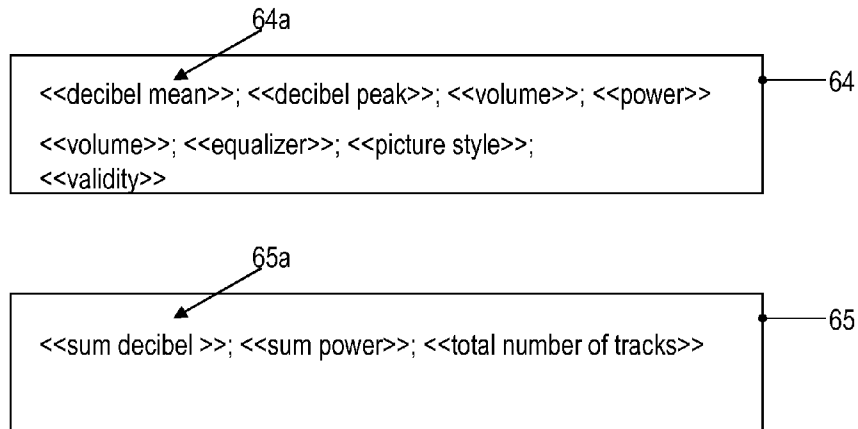 64a
<<decibel mean>>; <<decibel peak>>; <<volume>>; <<power>>
64
<<volume>>; <<equalizer>>; <<picture style>>;
<<validity>>
65a
65
<<sum decibel >>; <<sum power>>; <<total number of tracks>>